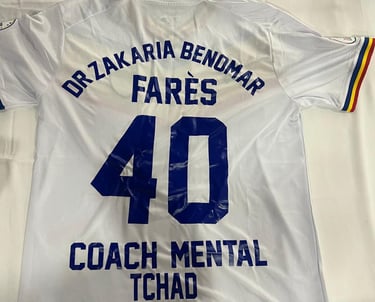 DR ZAKARIA BENOMAR
FARÈS
40
COACH MENTAL
TCHAD